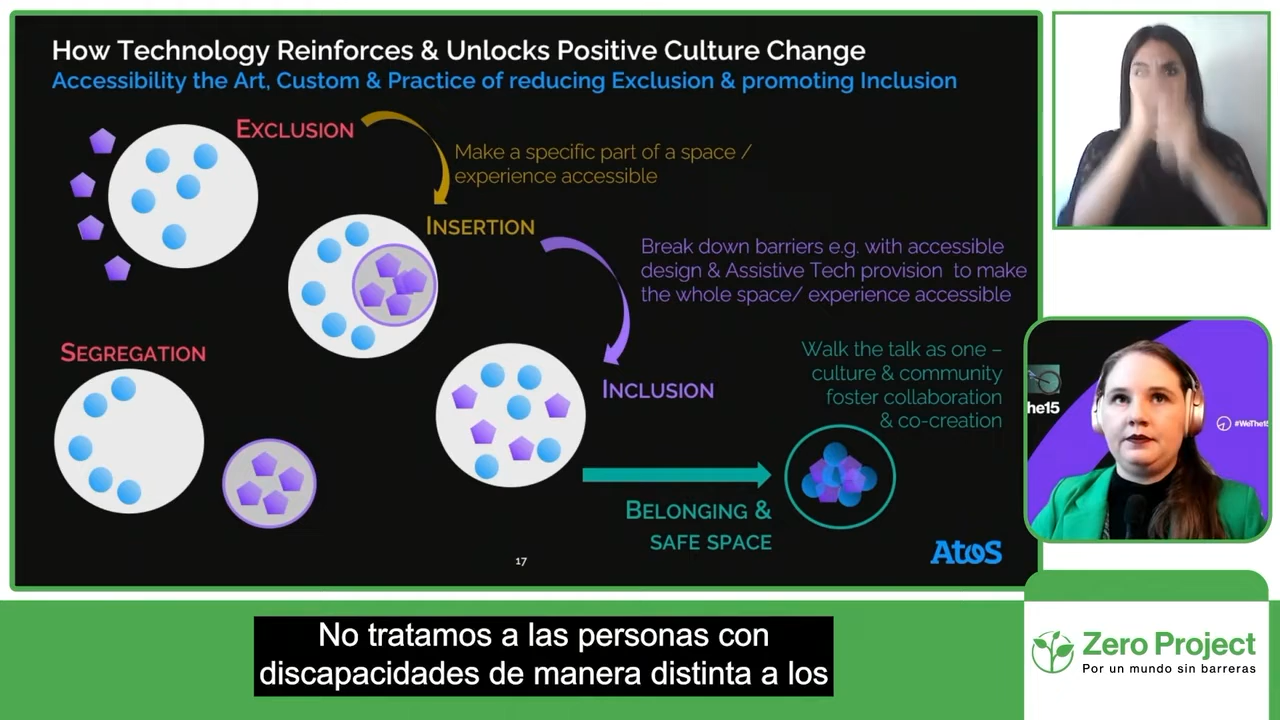 How Technology Reinforces & Unlocks Positive Culture Change
Accessibility the Art, Custom & Practice of reducing Exclusion & promoting Inclusion
EXCLUSION
Make a specific part of a space /
experience accessible
INSERTION
Break down barriers e.g. with accessible
design & Assistive Tech provision to make
the whole space/ experience accessible
SEGREGATION
INCLUSION
Walk the talk as one –
culture & community
foster collaboration
& co-creation
BELONGING &
SAFE SPACE
17
Atos
he15
#WeThe15
Zero Project
Por un mundo sin barreras
No tratamos a las personas con
discapacidades de manera distinta a los